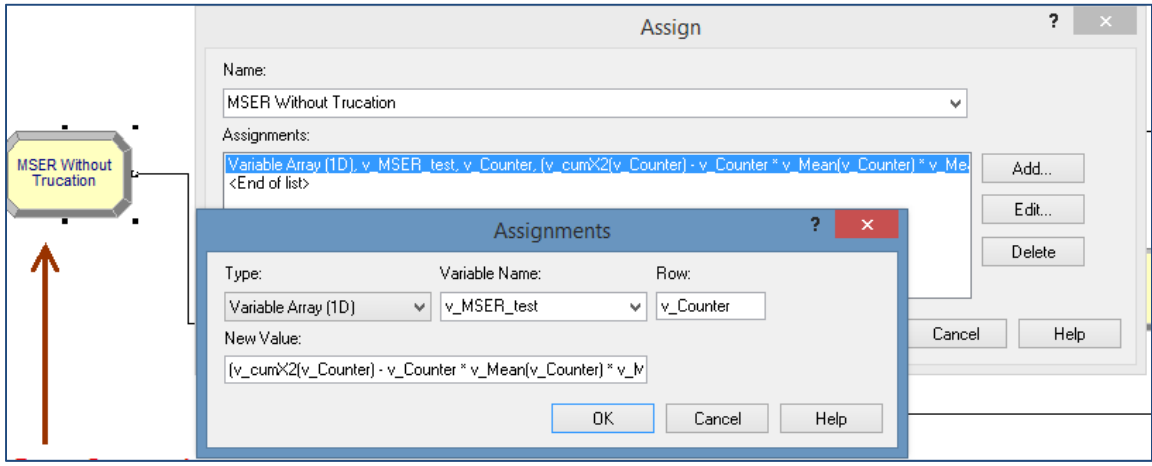 Assign
?
×
Name:
MSER Without Trucation
Assignments:
Variable Array (1D), v_MSER_test, v_Counter, (v_cumX2(v_Counter) - v_Counter * v_Mean(v_Counter) * v_Me
<End of list>
Add...
Edit...
Delete
MSER Without
Trucation
Assignments
?
×
Type:
Variable Name:
Row:
Variable Array (1D)
v_MSER_test
v_Counter
New Value:
(v_cumX2(v_Counter) - v_Counter * v_Mean(v_Counter) * v_M
OK
Cancel
Help
Cancel
Help